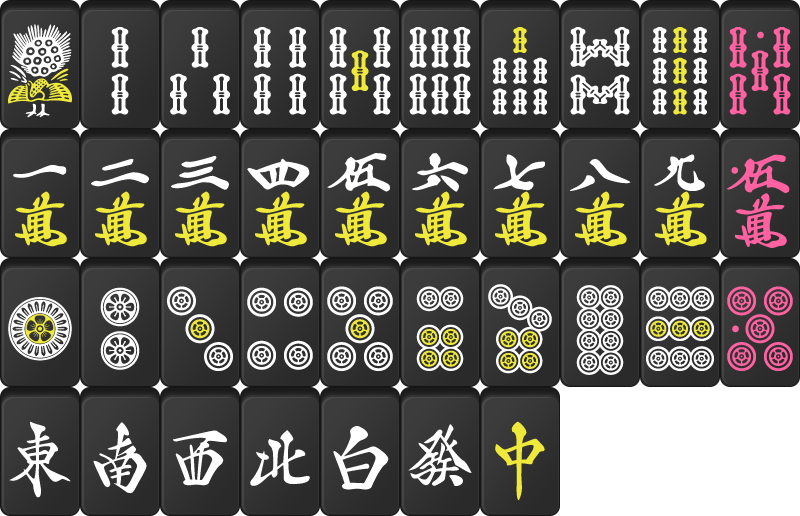 一 二 三 四 伍 六 七 八 九 伍
萬 萬 萬 萬 萬 萬 萬 萬 萬 萬
東 南 西 北 白 發 中